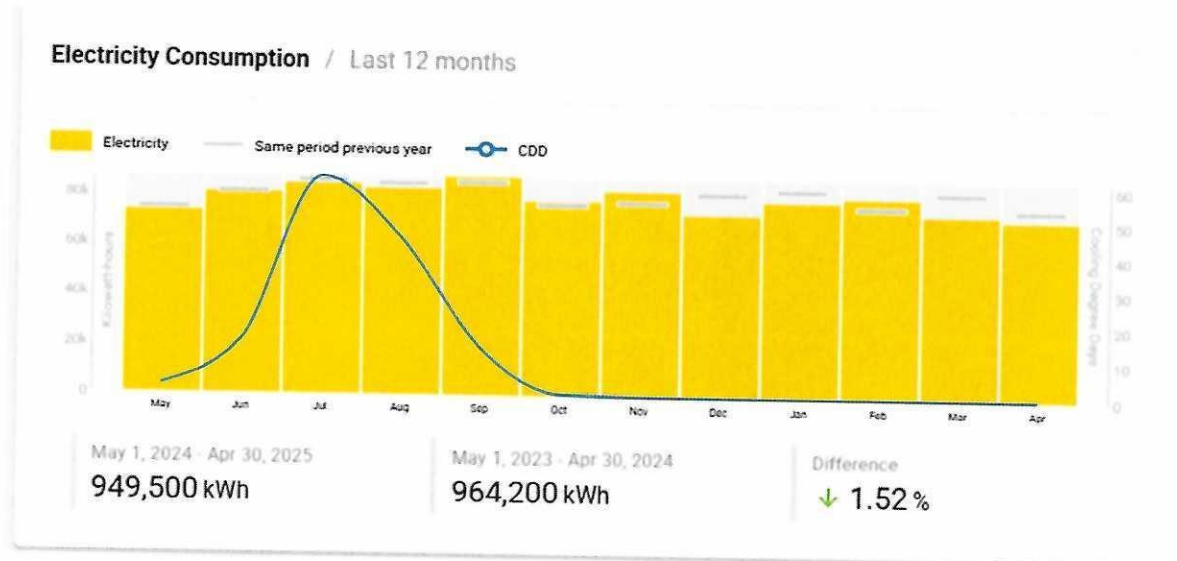 Electricity Consumption / Last 12 months
Electricity Same period previous year CDD
80k 60
60k 50
40k 40
20k 30
0 20
10
0
Kilowatt-hours
Cooling Degree Days
May Jun Jul Aug Sep Oct Nov Dec Jan Feb Mar Apr
May 1, 2024 - Apr 30, 2025 May 1, 2023 - Apr 30, 2024 Difference
949,500 kWh 964,200 kWh ↓ 1.52 %